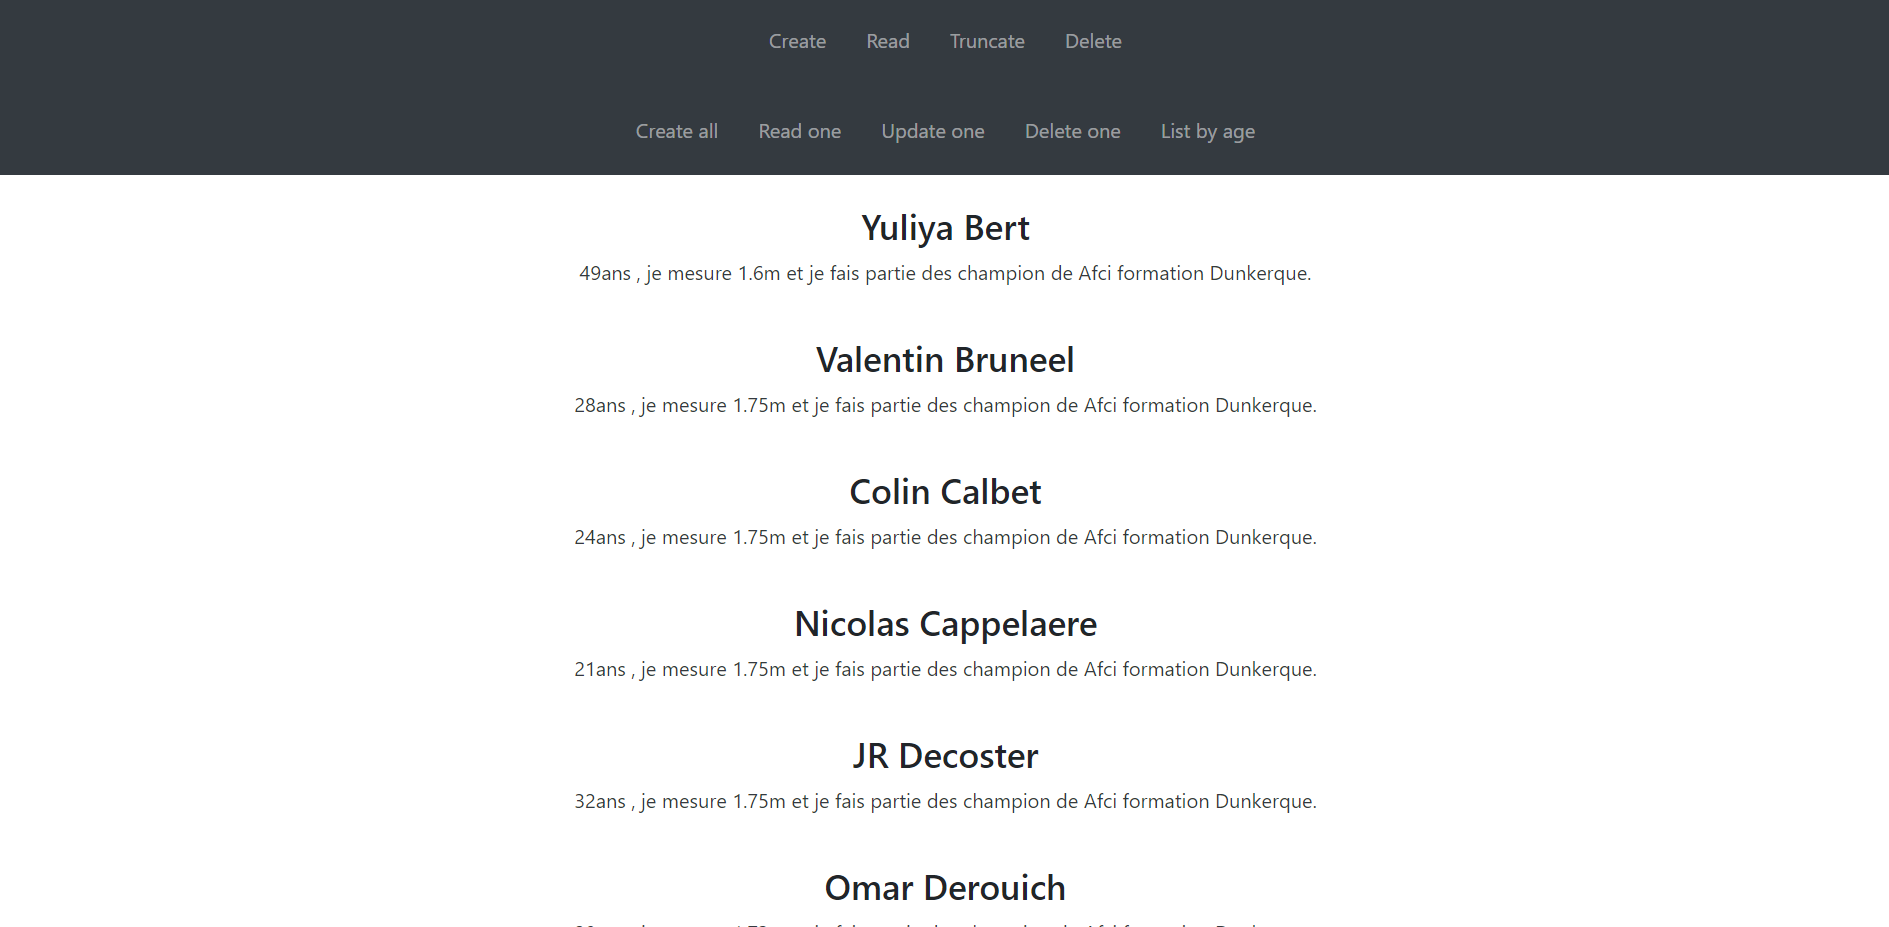 Create Read Truncate Delete
Create all Read one Update one Delete one List by age
Yuliya Bert
49ans , je mesure 1.6m et je fais partie des champion de Afci formation Dunkerque.
Valentin Bruneel
28ans , je mesure 1.75m et je fais partie des champion de Afci formation Dunkerque.
Colin Calbet
24ans , je mesure 1.75m et je fais partie des champion de Afci formation Dunkerque.
Nicolas Cappelaere
21ans , je mesure 1.75m et je fais partie des champion de Afci formation Dunkerque.
JR Decoster
32ans , je mesure 1.75m et je fais partie des champion de Afci formation Dunkerque.
Omar Derouich